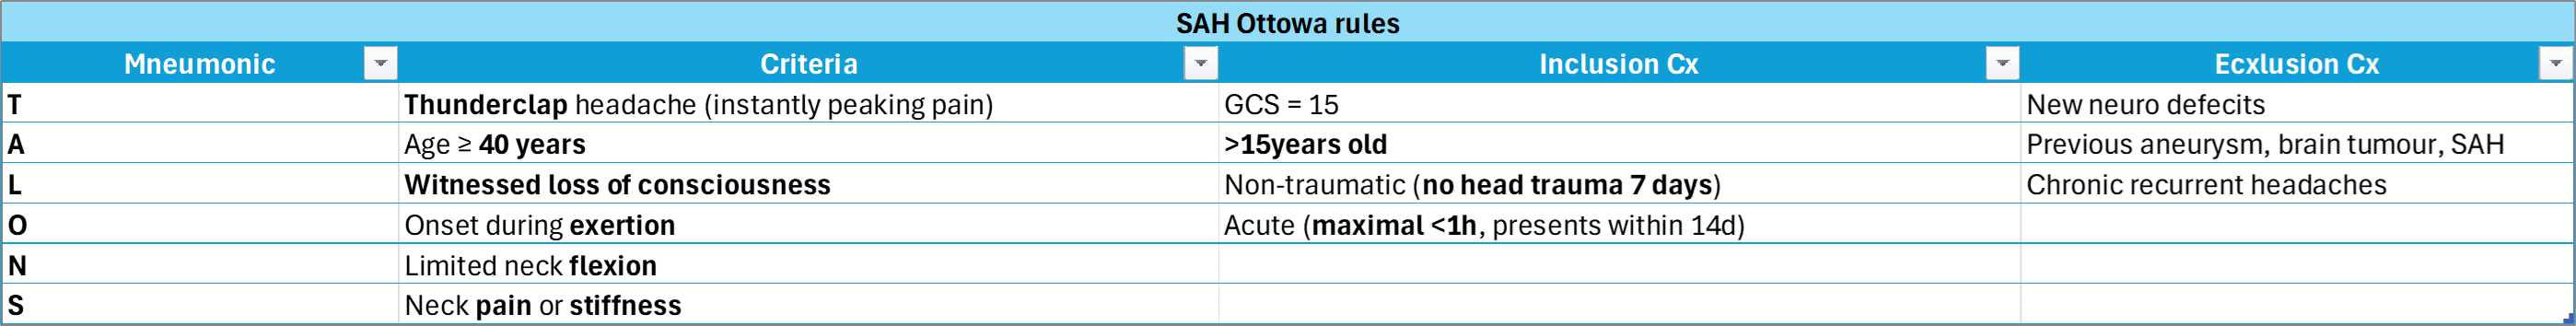 SAH Ottowa rules
Mneumonic Criteria Inclusion Cx Ecxlusion Cx
T Thunderclap headache (instantly peaking pain) GCS = 15 New neuro defecits
A Age ≥ 40 years >15years old Previous aneurysm, brain tumour, SAH
L Witnessed loss of consciousness Non-traumatic (no head trauma 7 days) Chronic recurrent headaches
O Onset during exertion Acute (maximal <1h, presents within 14d)
N Limited neck flexion
S Neck pain or stiffness